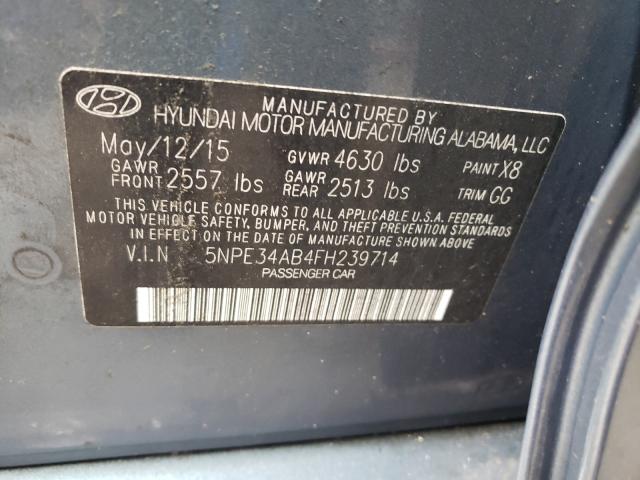 MANUFACTURED BY
HYUNDAI MOTOR MANUFACTURING ALABAMA, LLC
May/12/15 GVWR 4630 lbs PAINT X8
GAWR FRONT 2557 lbs GAWR REAR 2513 lbs TRIM GG
THIS VEHICLE CONFORMS TO ALL APPLICABLE U.S.A. FEDERAL
MOTOR VEHICLE SAFETY, BUMPER, AND THEFT PREVENTION STANDARDS
IN EFFECT ON THE DATE OF MANUFACTURE SHOWN ABOVE.
V.I.N 5NPE34AB4FH239714
PASSENGER CAR